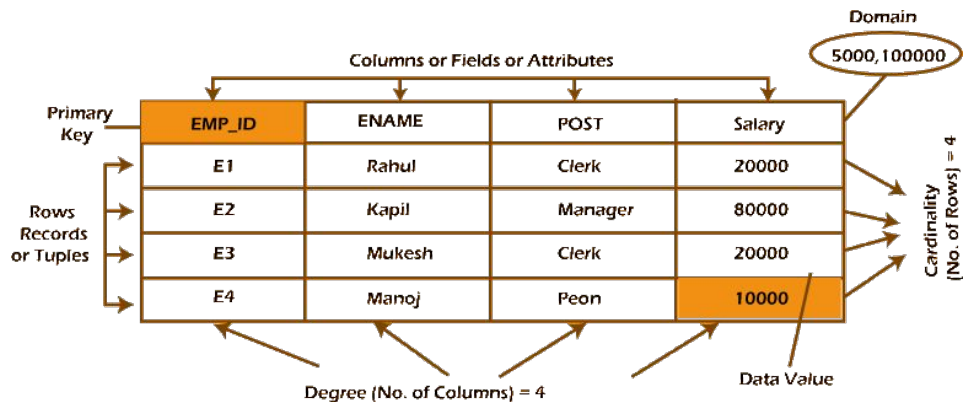 Domain
5000,100000
Columns or Fields or Attributes
Primary
Key
EMP_ID ENAME POST Salary
E1 Rahul Clerk 20000
E2 Kapil Manager 80000
E3 Mukesh Clerk 20000
E4 Manoj Peon 10000
Rows
Records
or Tuples
Cardinality
(No. of Rows) = 4
Degree (No. of Columns) = 4
Data Value